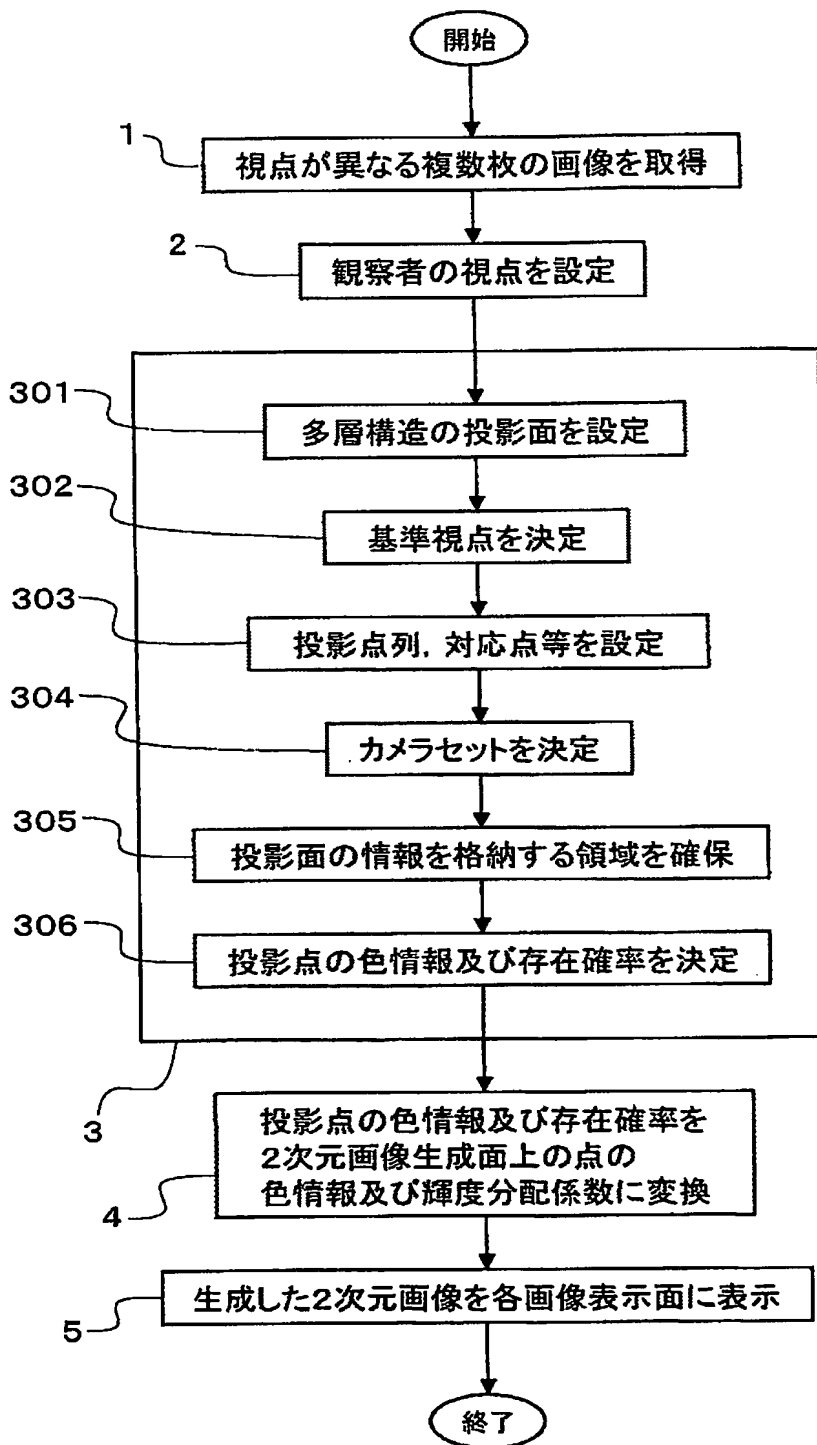 開始
1
視点が異なる複数枚の画像を取得
2
観察者の視点を設定
301
多層構造の投影面を設定
302
基準視点を決定
303
投影点列，対応点等を設定
304
カメラセットを決定
305
投影面の情報を格納する領域を確保
306
投影点の色情報及び存在確率を決定
3
投影点の色情報及び存在確率を
2次元画像生成面上の点の
色情報及び輝度分配係数に変換
4
生成した2次元画像を各画像表示面に表示
5
終了